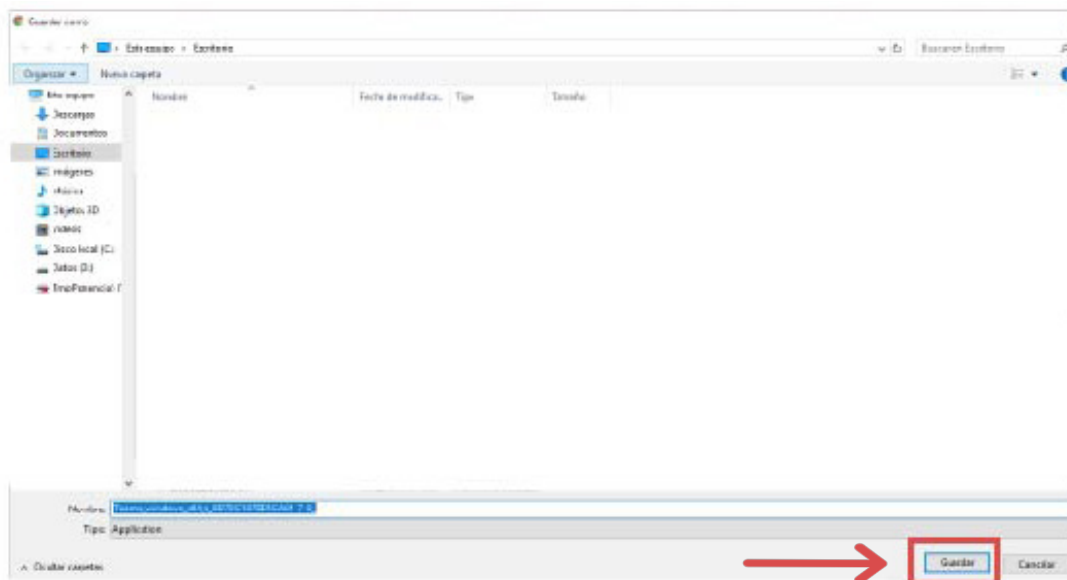 Guardar como
Este equipo › Escritorio
Buscar en Escritorio
Organizar
Nueva carpeta
Este equipo
Nombre
Fecha de modifica...
Tipo
Tamaño
Descargas
Documentos
Escritorio
Imágenes
Música
Objetos 3D
Vídeos
Disco local (C:
Datos (D:)
Nombre:
Tipo: Application
Ocultar carpetas
Guardar
Cancelar